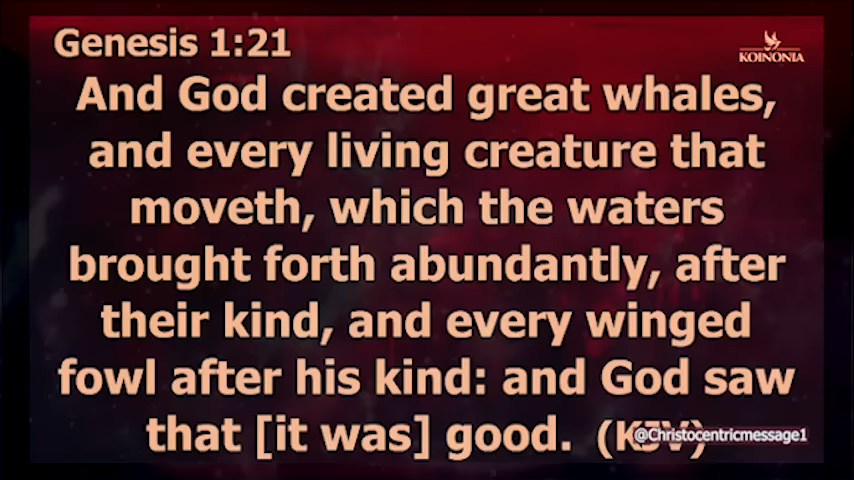 Genesis 1:21
KOINONIA
And God created great whales,
and every living creature that
moveth, which the waters
brought forth abundantly, after
their kind, and every winged
fowl after his kind: and God saw
that [it was] good. (KJV)
@Christocentricmessage1